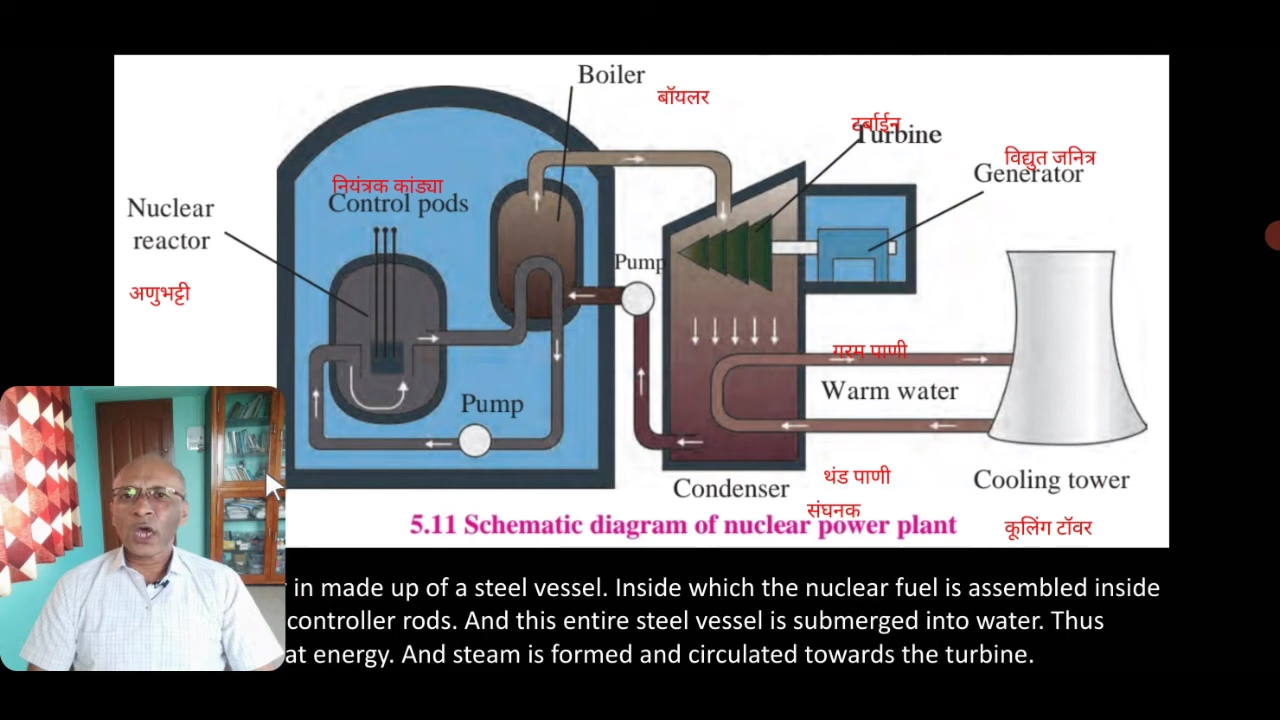 Boiler
बॉयलर
टर्बाईन
Turbine
विद्युत जनित्र
Generator
नियंत्रक कांड्या
Control pods
Nuclear
reactor
अणुभट्टी
Pump
गरम पाणी
Warm water
Pump
थंड पाणी
Condenser
संघनक
Cooling tower
कूलिंग टॉवर
5.11 Schematic diagram of nuclear power plant
in made up of a steel vessel. Inside which the nuclear fuel is assembled inside
controller rods. And this entire steel vessel is submerged into water. Thus
at energy. And steam is formed and circulated towards the turbine.